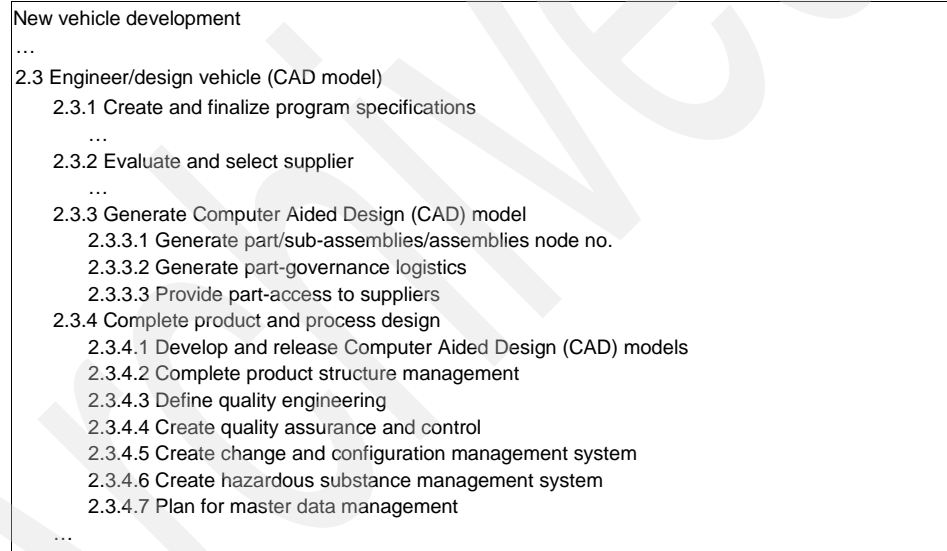 New vehicle development
…
2.3 Engineer/design vehicle (CAD model)
2.3.1 Create and finalize program specifications
…
2.3.2 Evaluate and select supplier
…
2.3.3 Generate Computer Aided Design (CAD) model
2.3.3.1 Generate part/sub-assemblies/assemblies node no.
2.3.3.2 Generate part-governance logistics
2.3.3.3 Provide part-access to suppliers
2.3.4 Complete product and process design
2.3.4.1 Develop and release Computer Aided Design (CAD) models
2.3.4.2 Complete product structure management
2.3.4.3 Define quality engineering
2.3.4.4 Create quality assurance and control
2.3.4.5 Create change and configuration management system
2.3.4.6 Create hazardous substance management system
2.3.4.7 Plan for master data management
…